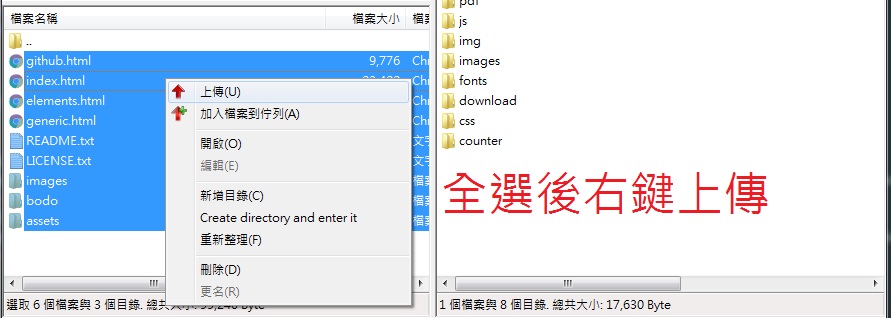 檔案名稱 檔案大小 檔
..
github.html 9,776 Chr
index.html
elements.html
generic.html
README.txt 文字
LICENSE.txt 文字
images 檔案
bodo 檔案
assets 檔案
上傳(U)
加入檔案到佇列(A)
開啟(O)
編輯(E)
新增目錄(C)
Create directory and enter it
重新整理(F)
刪除(D)
更名(R)
選取 6 個檔案與 3 個目錄. 總共大小: Byte
pdf
js
img
images
fonts
download
css
counter
全選後右鍵上傳
1 個檔案與 8 個目錄. 總共大小: 17,630 Byte